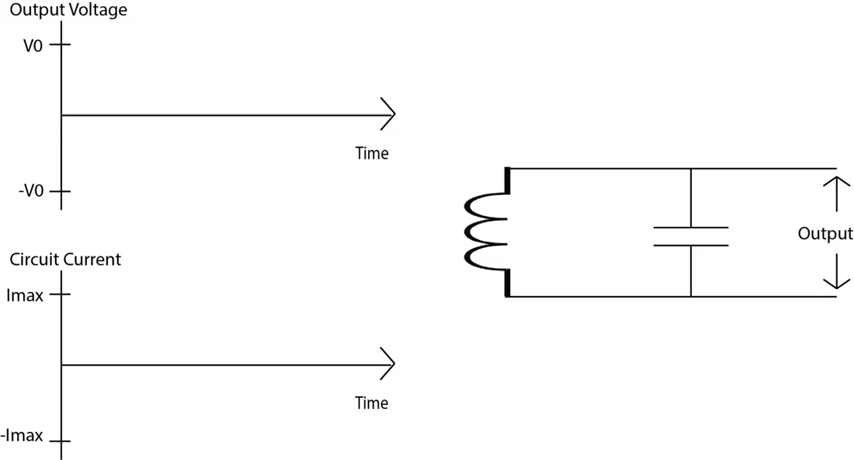 Output Voltage
V0
Time
-V0
Output
Circuit Current
Imax
Time
-Imax